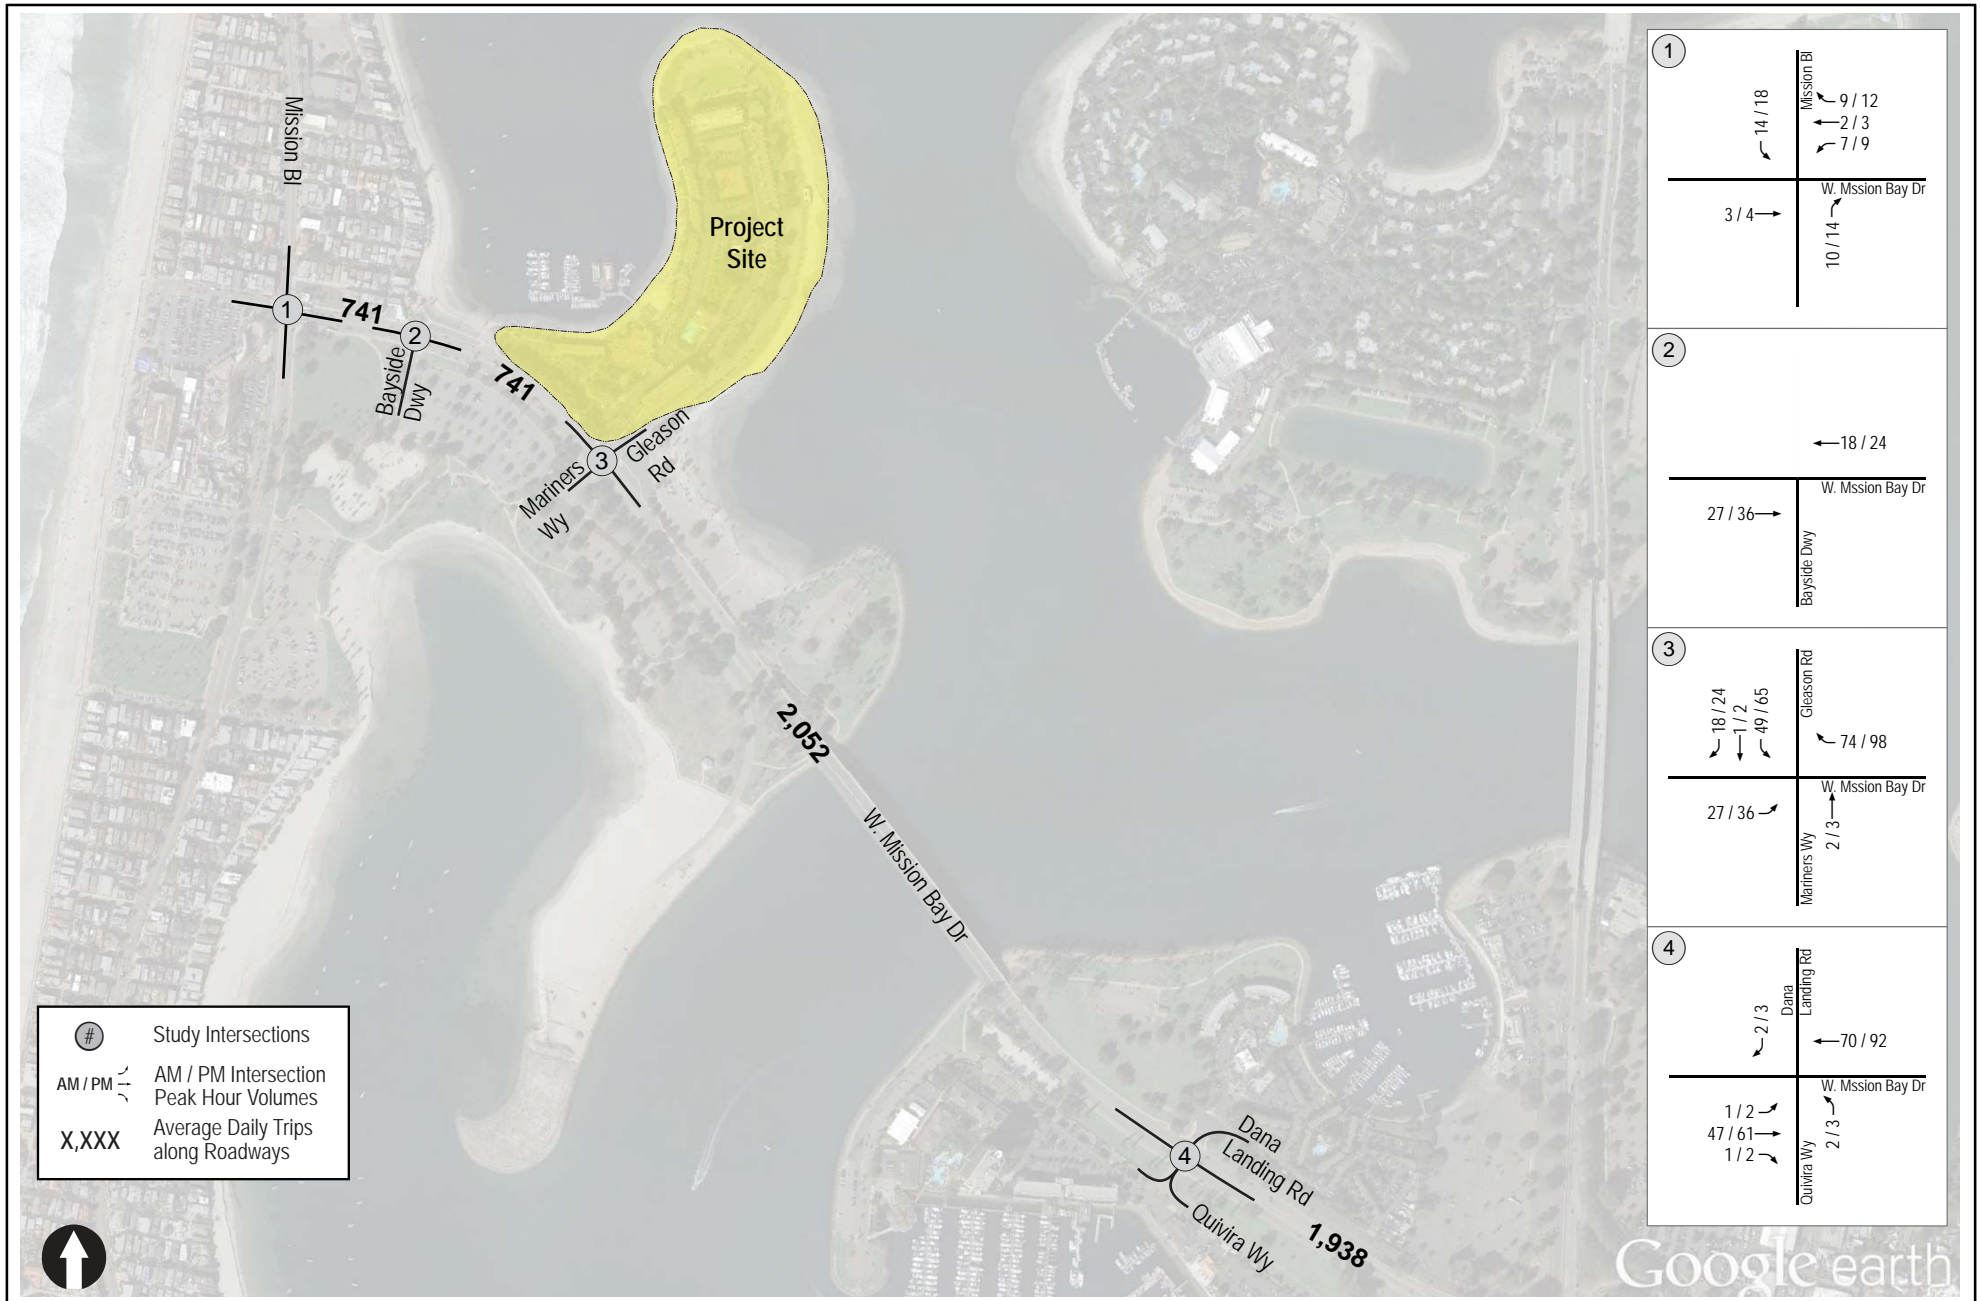 Mission Bl
Project
Site
1
741
2
Bayside
Dwy
741
3
Gleason
Rd
Mariners
Wy
2,052
W. Mission Bay Dr
4
Dana
Landing Rd
Quivira Wy
1,938
#
Study Intersections
AM / PM
AM / PM Intersection
Peak Hour Volumes
X,XXX
Average Daily Trips
along Roadways
1
Mission Bl
14 / 18
9 / 12
2 / 3
7 / 9
W. Mssion Bay Dr
3 / 4
10 / 14
2
18 / 24
W. Mssion Bay Dr
27 / 36
Bayside Dwy
3
Gleason Rd
18 / 24
1 / 2
49 / 65
74 / 98
W. Mssion Bay Dr
27 / 36
2 / 3
Mariners Wy
4
Dana
Landing Rd
2 / 3
70 / 92
W. Mssion Bay Dr
1 / 2
47 / 61
1 / 2
2 / 3
Quivira Wy
Google earth